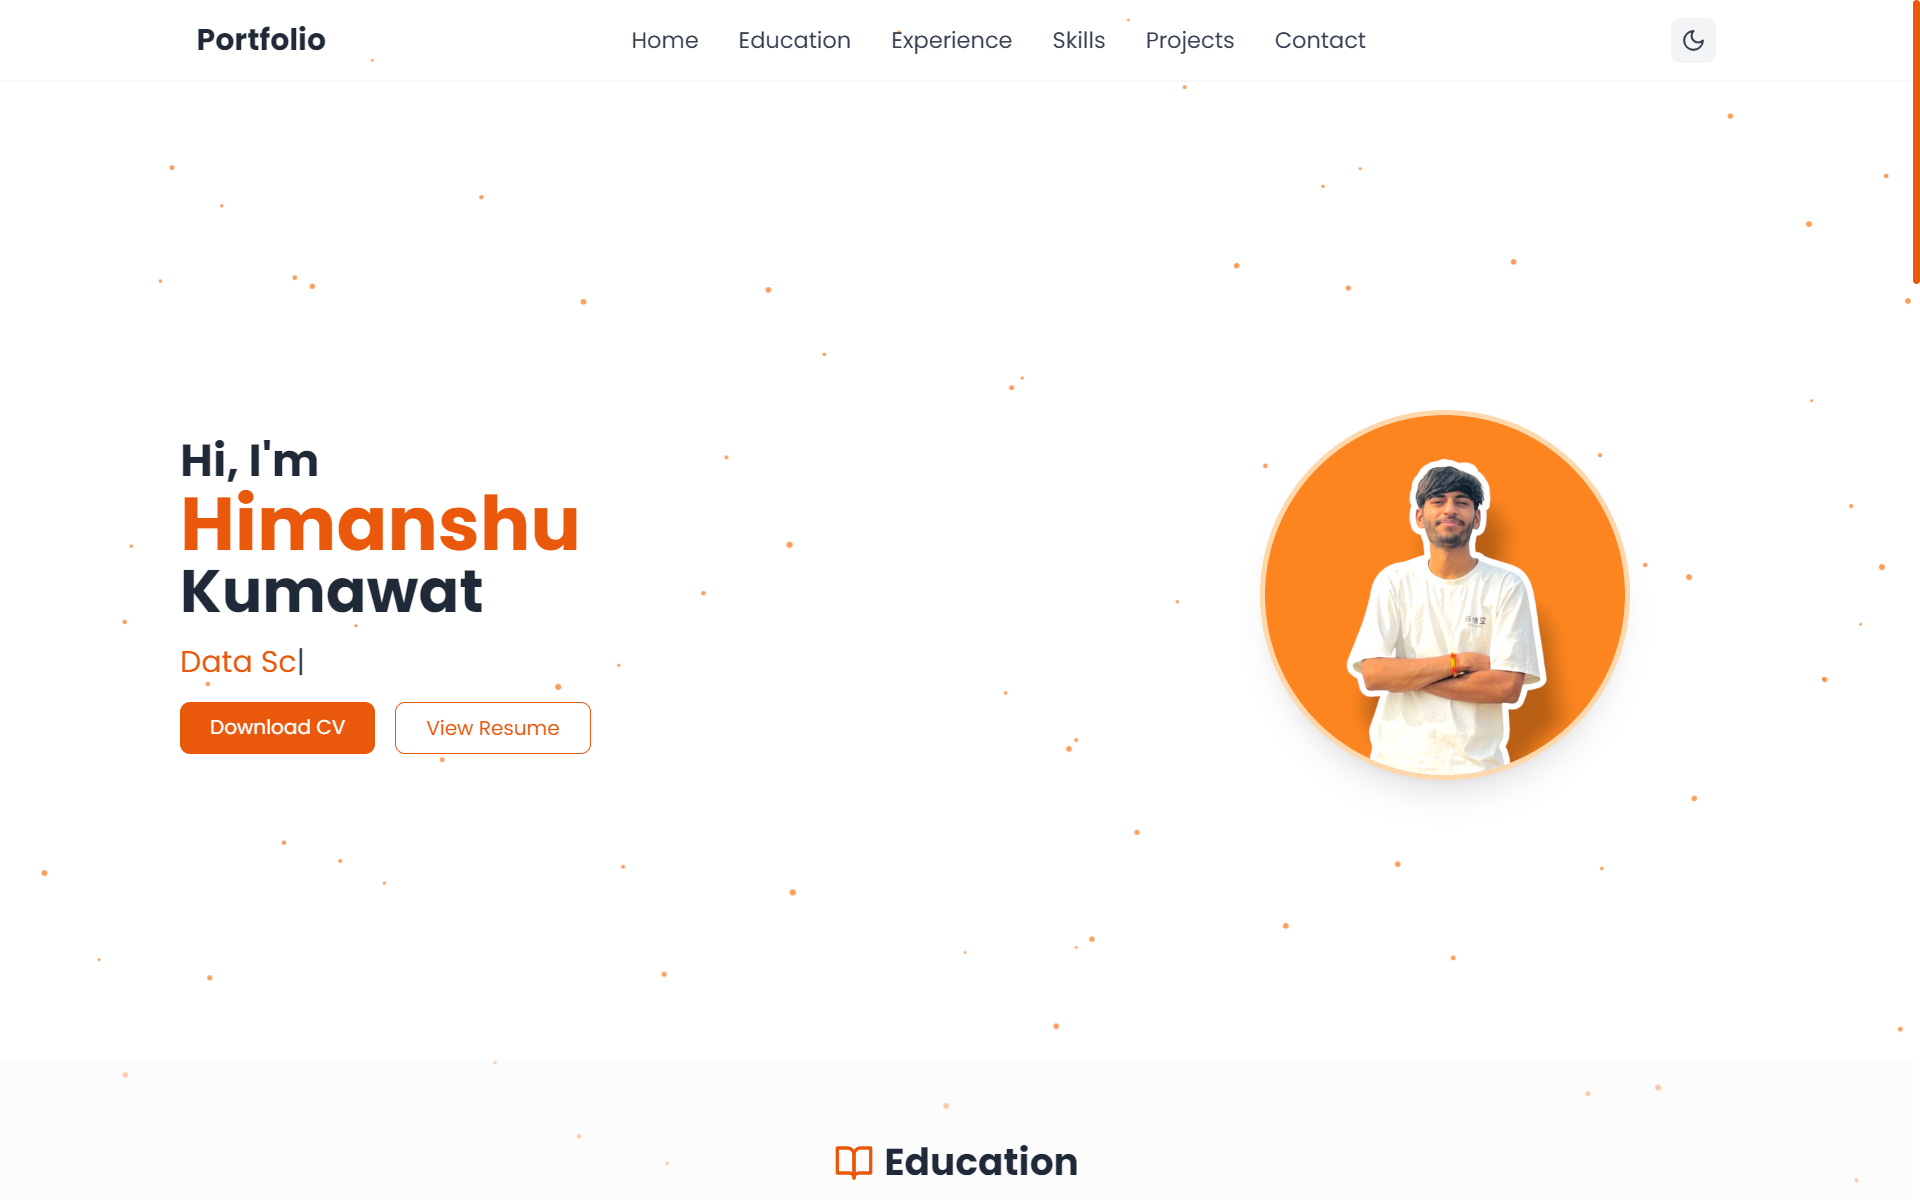 Portfolio
Home Education Experience Skills Projects Contact
Hi, I'm
Himanshu
Kumawat
Data Sc|
Download CV View Resume
Education